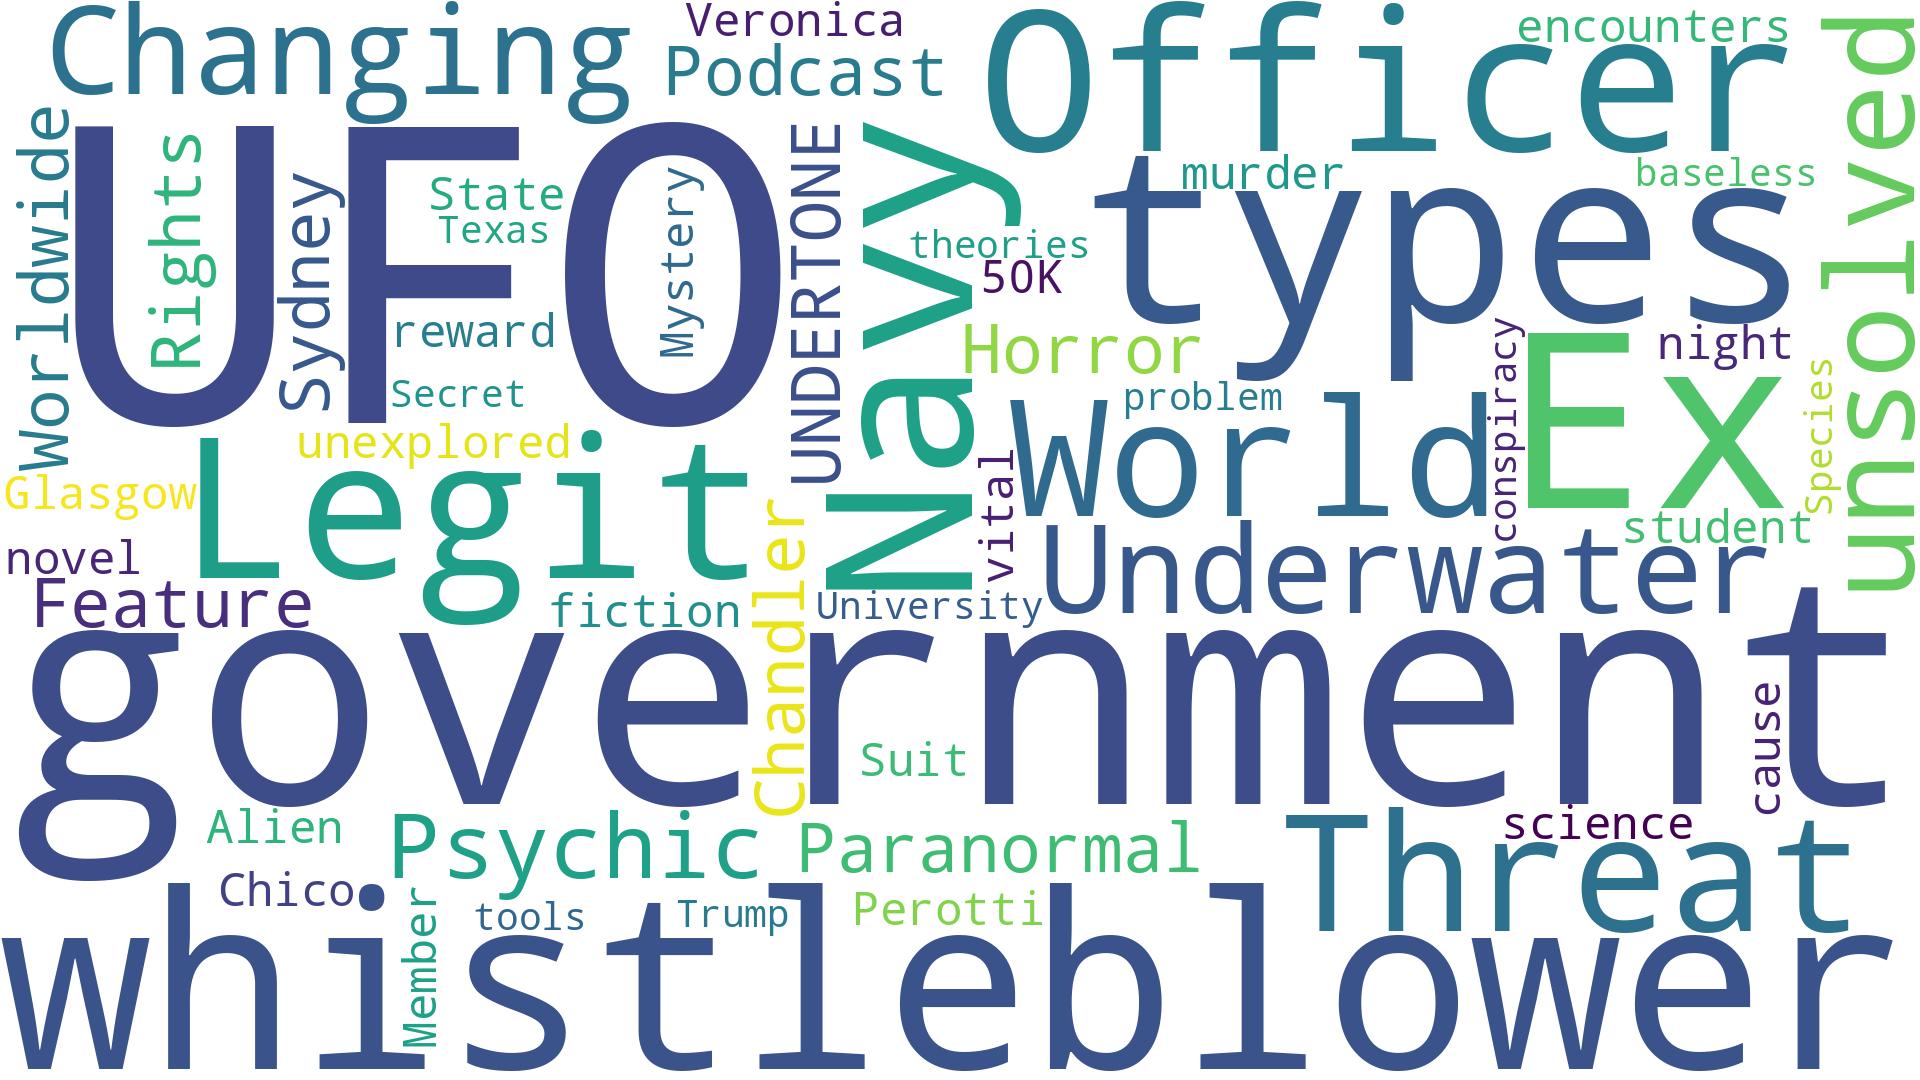 Changing
Veronica
Podcast
Officer
encounters
unsolved
Worldwide
UFO
Rights
Sydney
State
Texas
Mystery
UNDERTONE
Navy
murder
baseless
types
theories
50K
reward
Horror
night
Secret
problem
conspiracy
Ex
Species
unexplored
World
Glasgow
Legit
vital
student
novel
Underwater
Feature
fiction
Chandler
University
government
cause
Suit
Alien
Psychic
Paranormal
science
Threat
Chico
Member
tools
Trump
Perotti
whistleblower